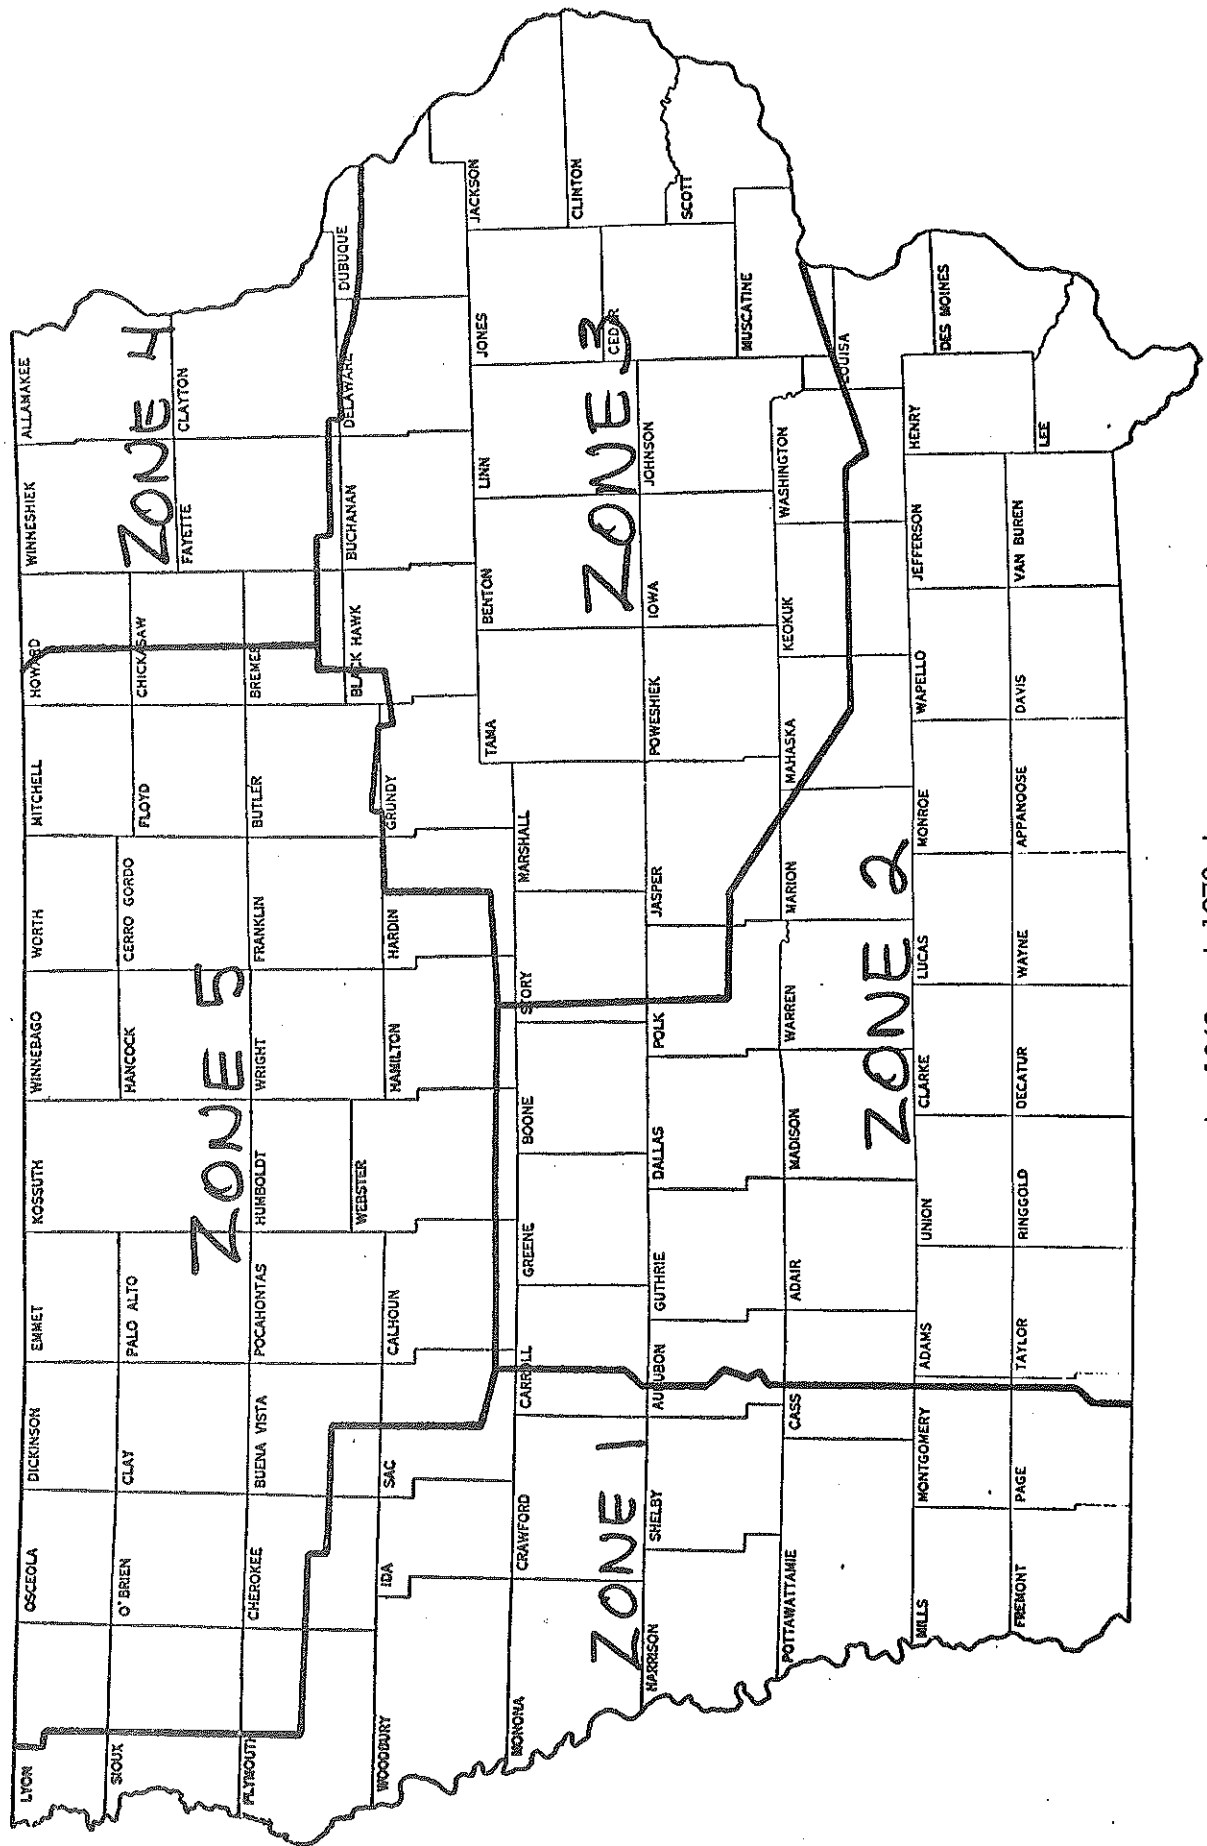 LYON
OSCEOLA
DICKINSON
EMMET
KOSSUTH
WINNEBAGO
WORTH
MITCHELL
HOWARD
WINNESHIEK
ALLAMAKEE
SIOUX
O'BRIEN
CLAY
PALO ALTO
HANCOCK
CERRO GORDO
FLOYD
CHICKASAW
ZONE 4
FAYETTE
CLAYTON
ZONE 5
PLYMOUTH
CHEROKEE
BUENA VISTA
POCAHONTAS
HUMBOLDT
WRIGHT
FRANKLIN
BUTLER
BREMER
WOODBURY
IDA
SAC
CALHOUN
WEBSTER
HAMILTON
HARDIN
GRUNDY
BLACK HAWK
BUCHANAN
DELAWARE
DUBUQUE
MONONA
CRAWFORD
CARROLL
GREENE
BOONE
STORY
MARSHALL
TAMA
BENTON
LINN
JONES
JACKSON
ZONE 1
ZONE 3
CLINTON
CEDAR
HARRISON
SHELBY
AUDUBON
GUTHRIE
DALLAS
POLK
JASPER
POWESHIEK
IOWA
JOHNSON
SCOTT
MUSCATINE
POTTAWATTAMIE
CASS
ADAIR
MADISON
WARREN
MARION
MAHASKA
KEOKUK
WASHINGTON
LOUISA
ZONE 2
MILLS
MONTGOMERY
ADAMS
UNION
CLARKE
LUCAS
MONROE
WAPELLO
JEFFERSON
HENRY
DES MOINES
FREMONT
PAGE
TAYLOR
RINGGOLD
DECATUR
WAYNE
APPANOOSE
DAVIS
VAN BUREN
LEE